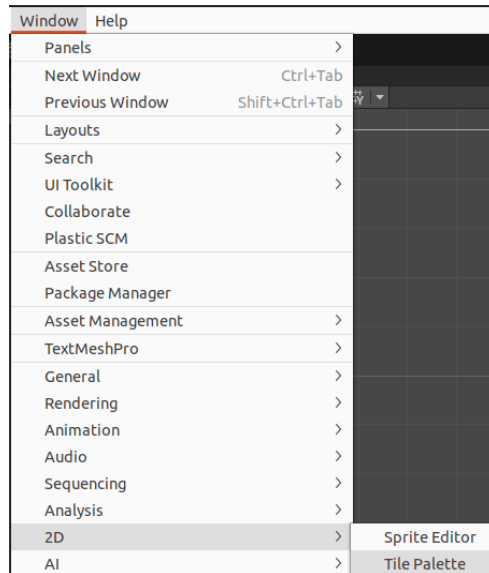 Window Help
Panels
Next Window Ctrl+Tab
Previous Window Shift+Ctrl+Tab
Layouts
Search
UI Toolkit
Collaborate
Plastic SCM
Asset Store
Package Manager
Asset Management
TextMeshPro
General
Rendering
Animation
Audio
Sequencing
Analysis
2D Sprite Editor
AI Tile Palette